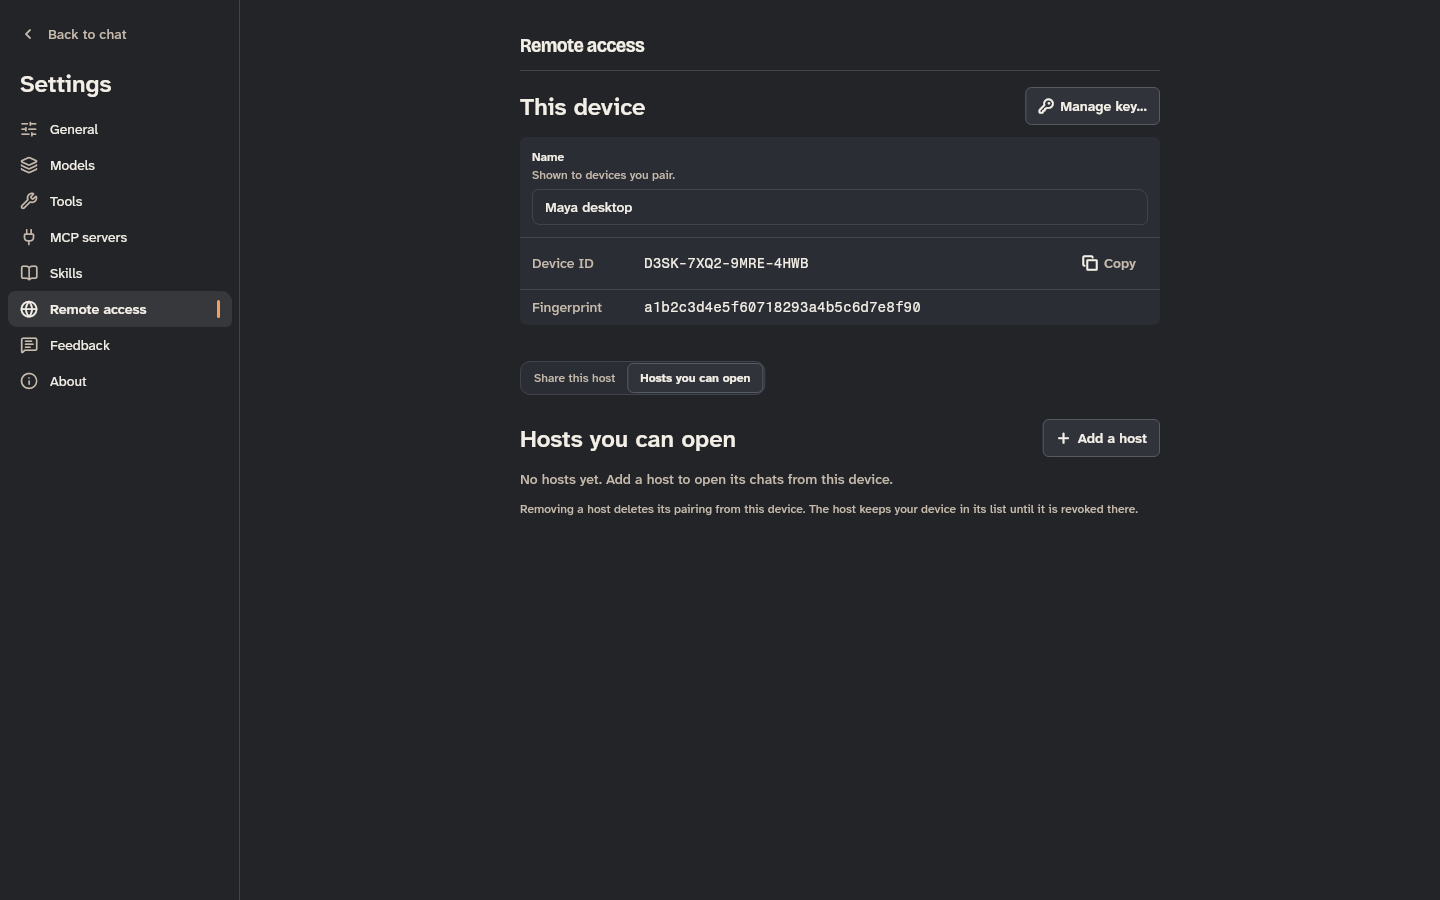 Back to chat
Settings
General
Models
Tools
MCP servers
Skills
Remote access
Feedback
About
Remote access
This device
Manage key...
Name
Shown to devices you pair.
Maya desktop
Device ID D3SK-7XQ2-9MRE-4HWB Copy
Fingerprint a1b2c3d4e5f60718293a4b5c6d7e8f90
Share this host Hosts you can open
Hosts you can open
Add a host
No hosts yet. Add a host to open its chats from this device.
Removing a host deletes its pairing from this device. The host keeps your device in its list until it is revoked there.